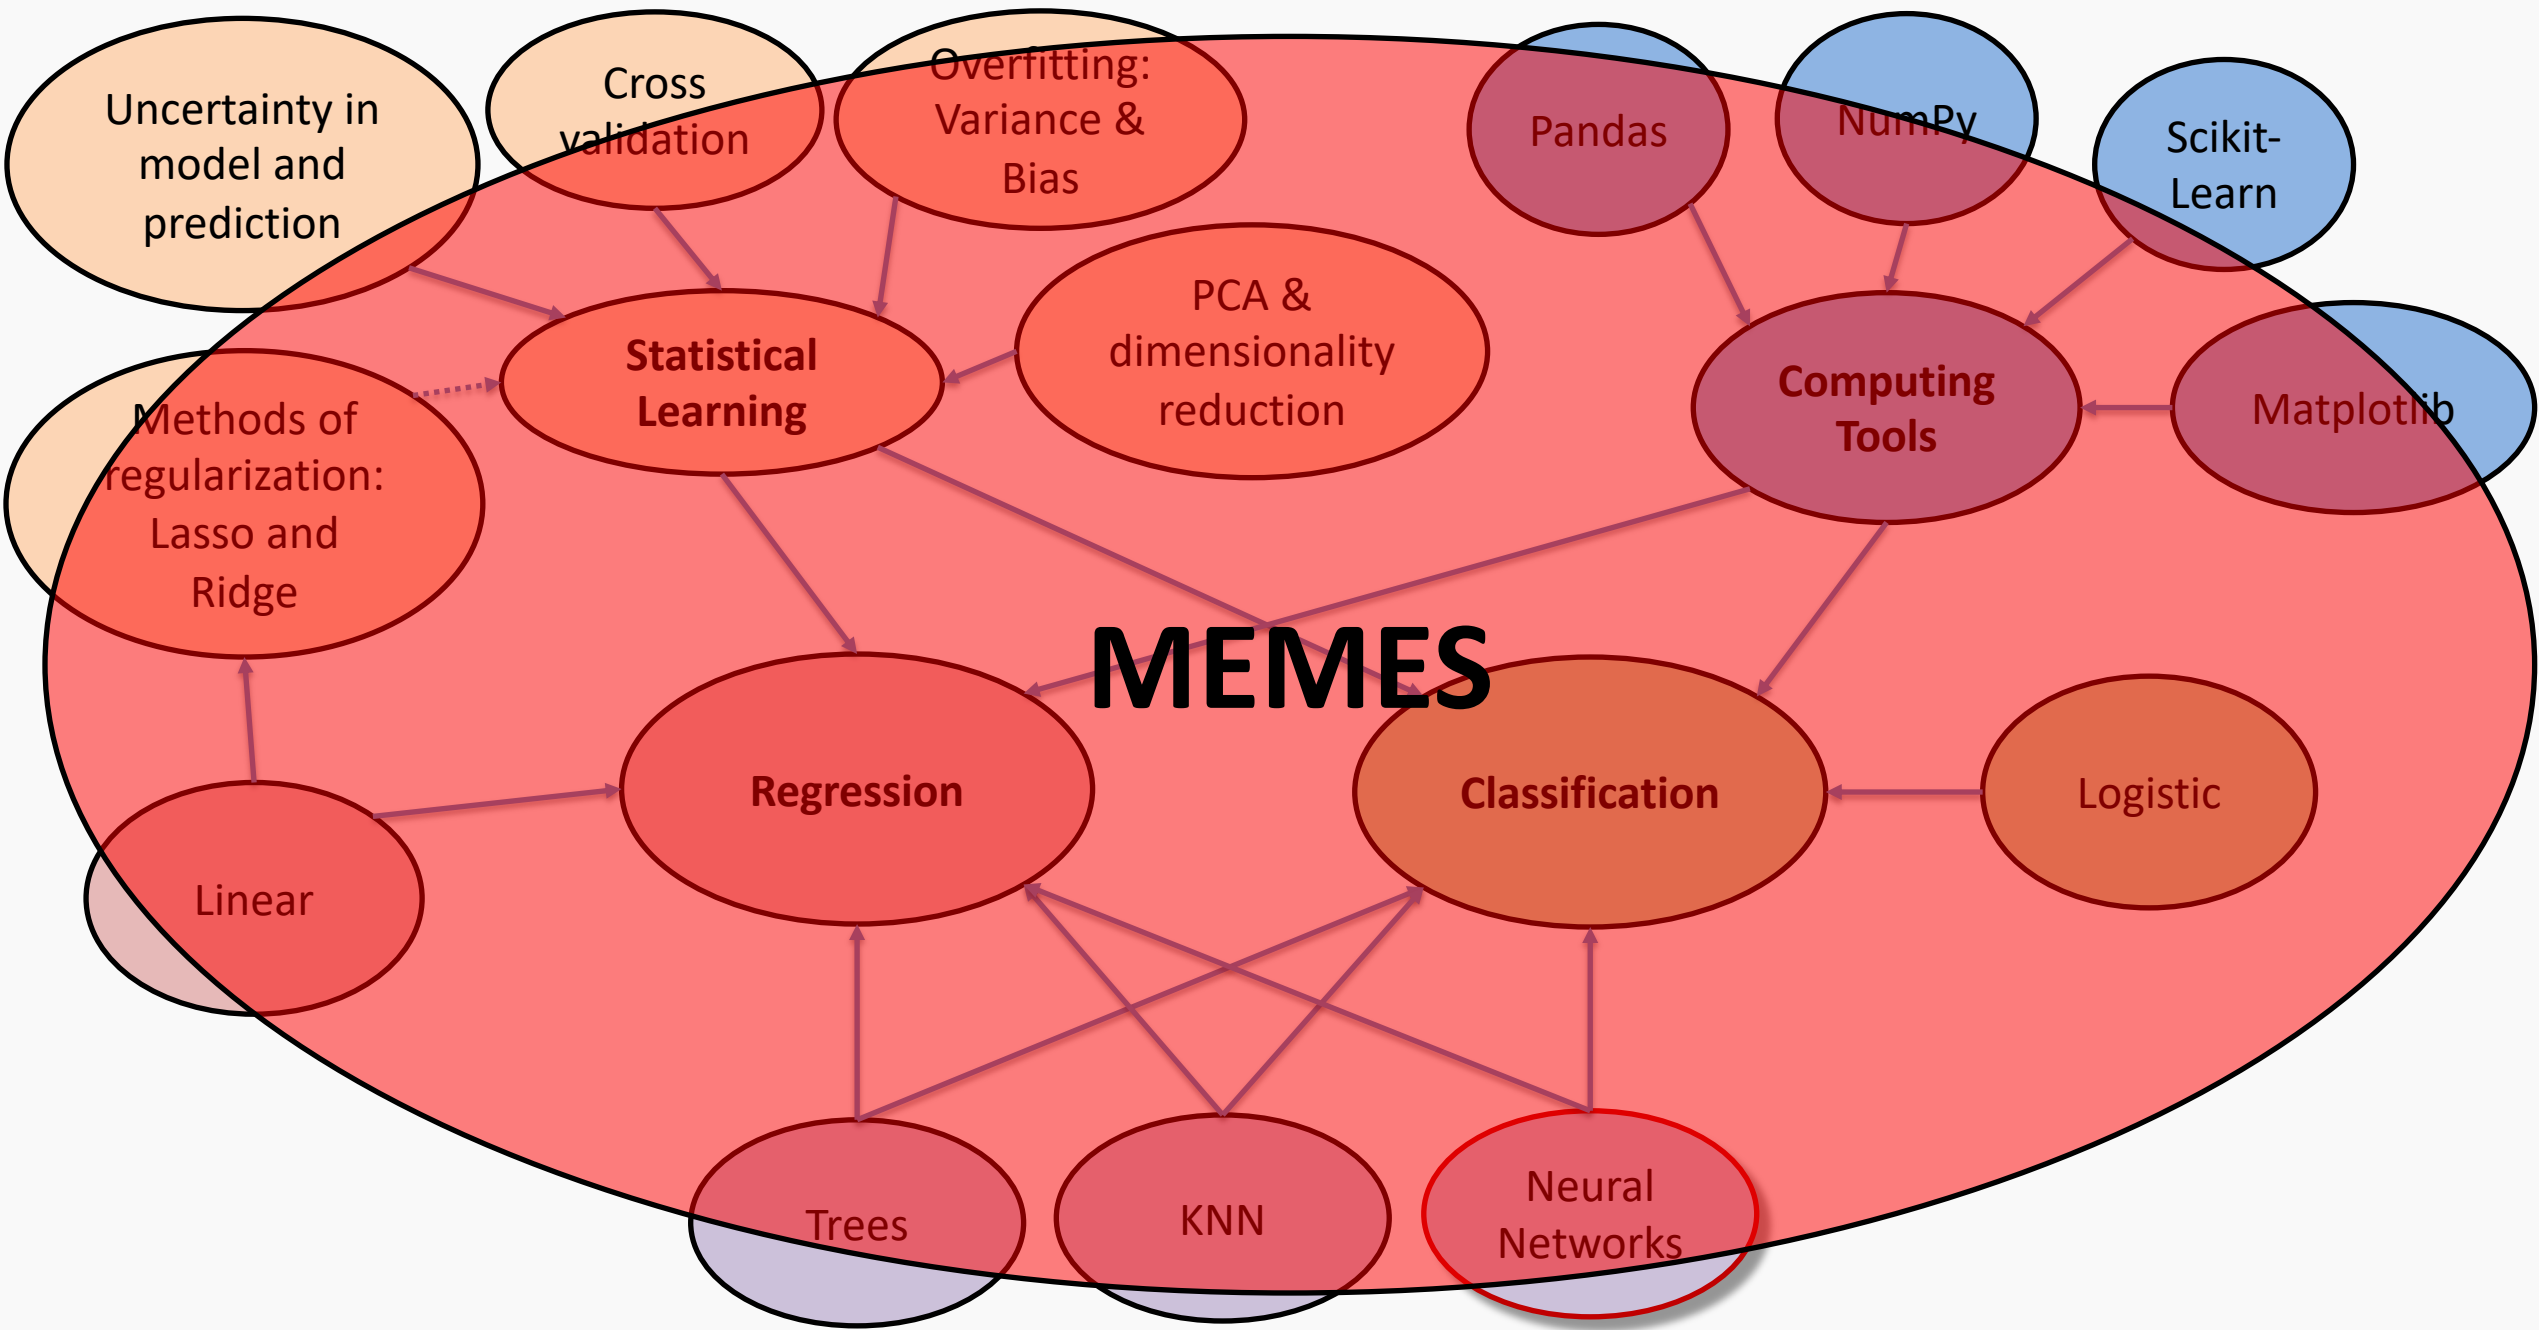 Uncertainty in
model and
prediction
Cross
validation
Overfitting:
Variance &
Bias
Pandas
NumPy
Scikit-
Learn
PCA &
dimensionality
reduction
Statistical
Learning
Computing
Tools
Matplotlib
Methods of
regularization:
Lasso and
Ridge
MEMES
Regression
Classification
Logistic
Linear
Trees
KNN
Neural
Networks